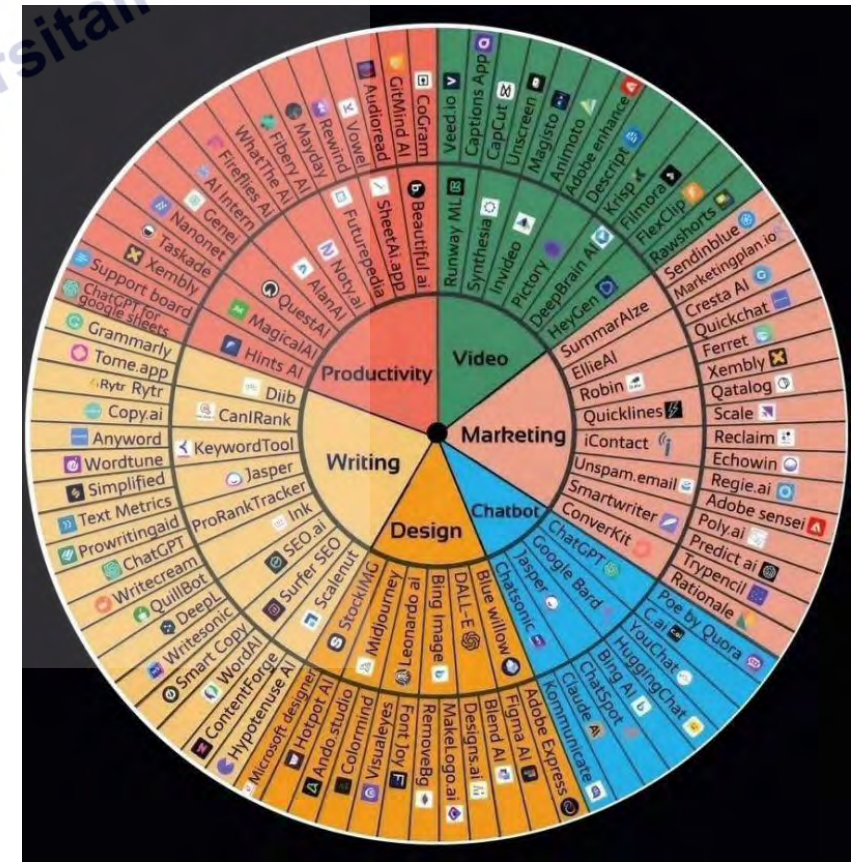 rsitar
Productivity
Video
Marketing
Chatbot
Design
Writing
Beautiful ai
SheetAi.app
Futurepedia
Noty.ai
AlanAI
QuestAI
MagicalAI
Hints AI
CoGram
GitMind AI
Audioread
Vowel
Rewind
Mayday
Fibery AI
WhatThe AI
Fireflies Ai
AI Intern
Genei
Nanonet
Taskade
Xembly
Support board
ChatGPT for
google sheets
Runway ML
Synthesia
Invideo
Pictory
DeepBrain AI
HeyGen
Veed.io
Captions App
CapCut
Unscreen
Magisto
Animoto
Adobe enhance
Descript
Krisp
Filmora
FlexClip
Rawshorts
SummarAIze
EllieAI
Robin
Quicklines
iContact
Unspam.email
Smartwriter
ConverKit
Sendinblue
Marketingplan.io
Cresta AI
Quickchat
Ferret
Xembly
Qatalog
Scale
Reclaim
Echowin
Regie.ai
Adobe sensei
Poly.ai
Predict ai
Trypencil
Rationale
ChatGPT
Google Bard
Jasper
Chatsonic
Poe by Quora
C.ai
YouChat
HuggingChat
Bing AI
ChatSpot
Claude
Kommunicate
Blue willow
DALL-E
Bing Image
Leonardo ai
Midjourney
StockIMG
Adobe Express
Figma AI
Blend AI
Designs.ai
MakeLogo.ai
RemoveBg
Font Joy
Visualeyes
Colormind
Ando.studio
Hotpot AI
Microsoft designer
Diib
CanIRank
KeywordTool
Jasper
ProRankTracker
Ink
SEO.ai
Surfer SEO
Scalenut
Grammarly
Tome.app
Rytr Rytr
Copy.ai
Anyword
Wordtune
Simplified
Text Metrics
Prowritingaid
ChatGPT
Writecream
QuillBot
DeepL
Writesonic
Smart Copy
WordAI
ContentForge
Hypotenuse AI